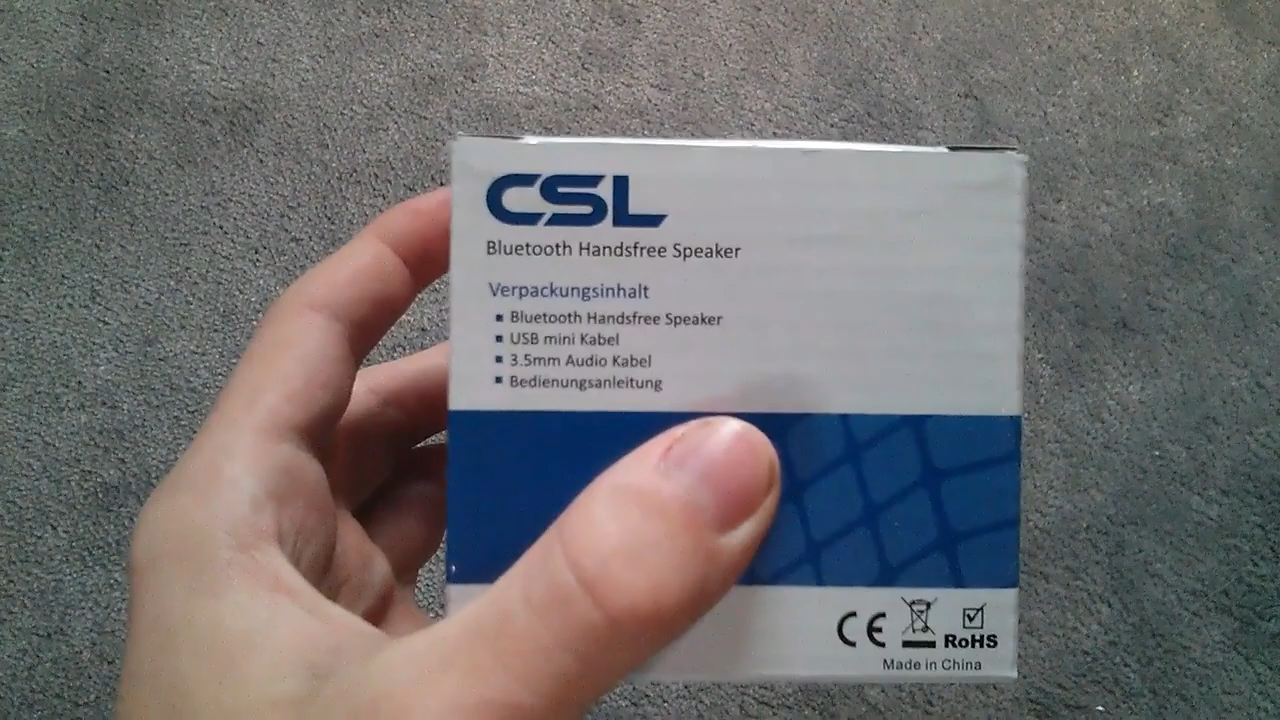 CSL
Bluetooth Handsfree Speaker
Verpackungsinhalt
Bluetooth Handsfree Speaker
USB mini Kabel
3.5mm Audio Kabel
Bedienungsanleitung
CE
RoHS
Made in China